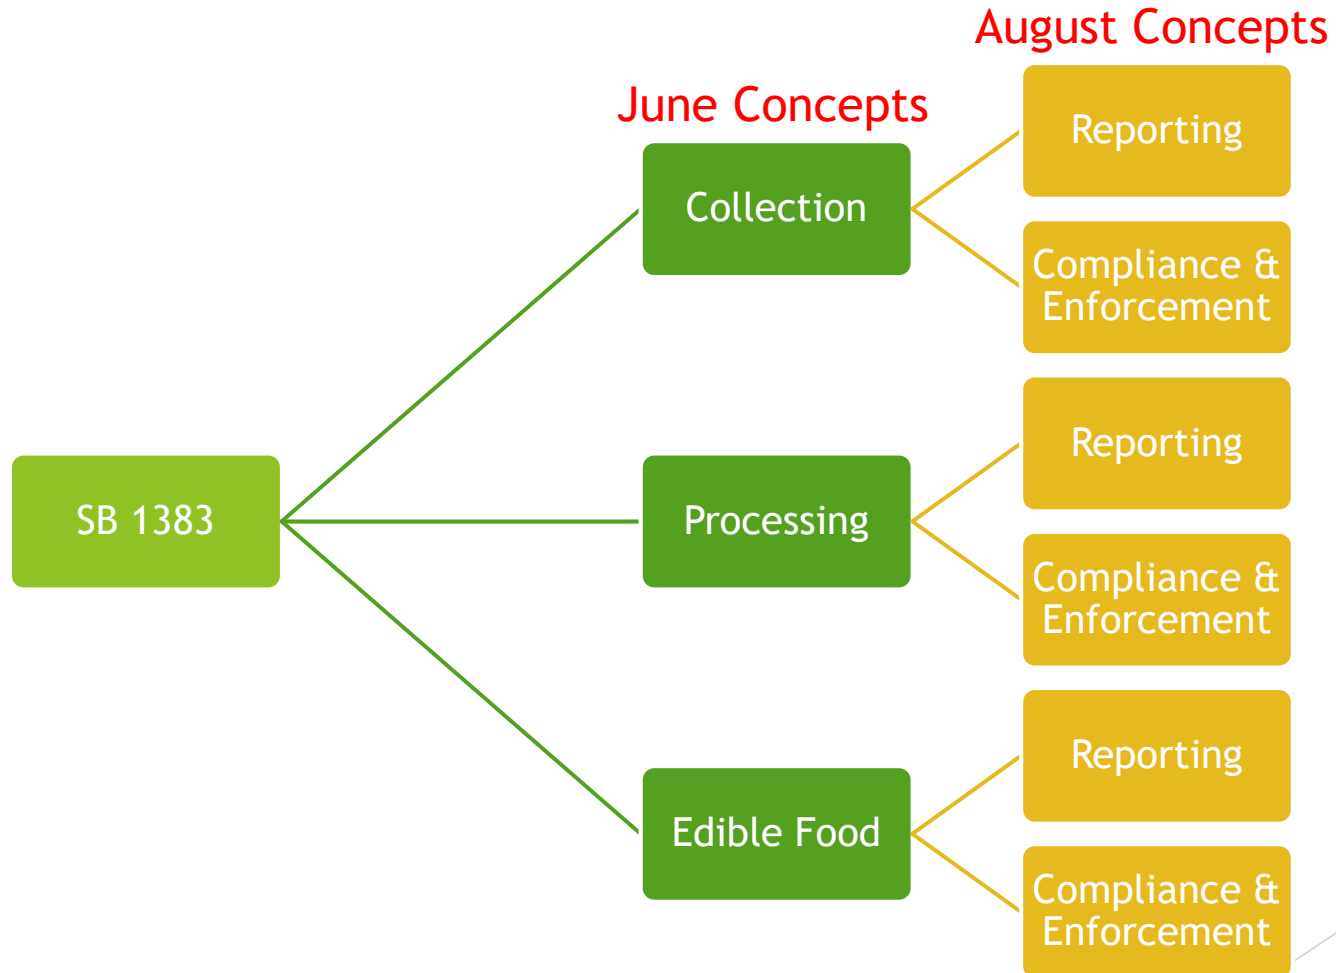 August Concepts
June Concepts
Reporting
Collection
Compliance &
Enforcement
Reporting
SB 1383
Processing
Compliance &
Enforcement
Reporting
Edible Food
Compliance &
Enforcement